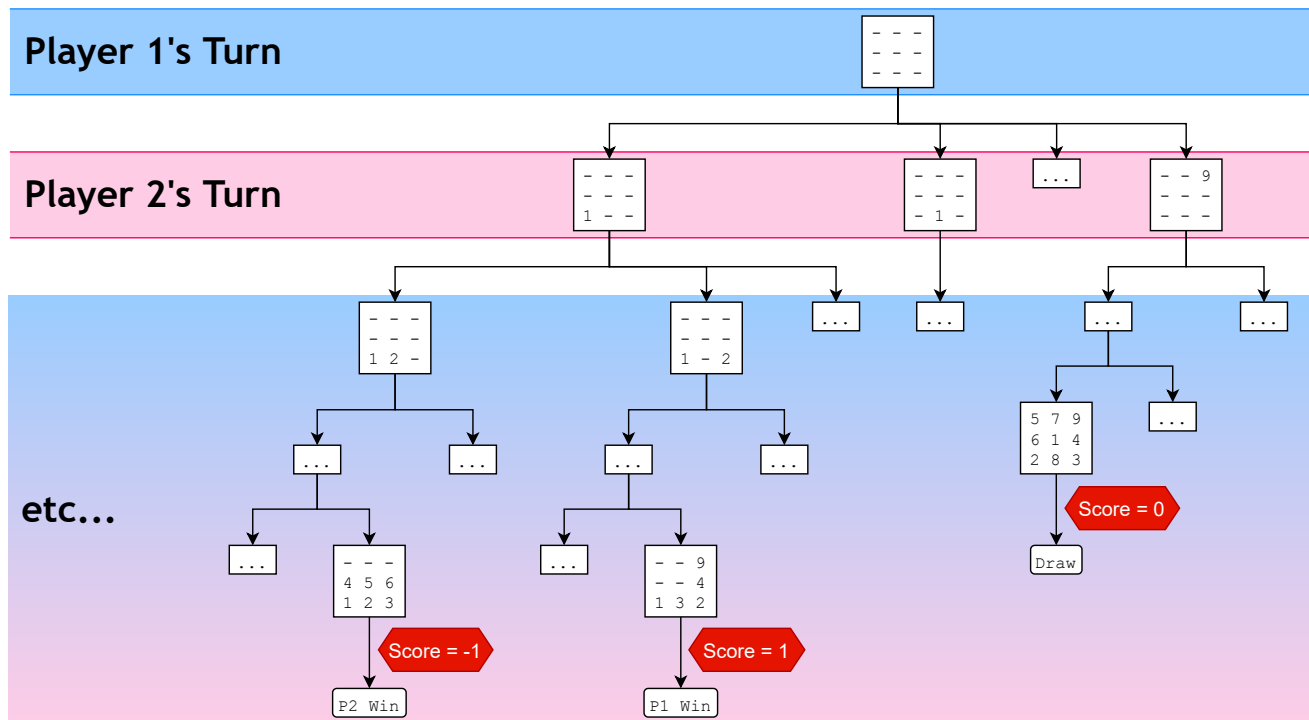 Player 1's Turn
- - -
- - -
- - -
Player 2's Turn
- - -
- - -
1 - -
- - -
- - -
- 1 -
...
- - 9
- - -
- - -
etc...
- - -
- - -
1 2 -
- - -
- - -
1 - 2
...
...
...
...
5 7 9
6 1 4
2 8 3
...
...
...
...
...
Score = 0
...
- - -
4 5 6
1 2 3
...
- - 9
- - 4
1 3 2
Draw
Score = -1
Score = 1
P2 Win
P1 Win